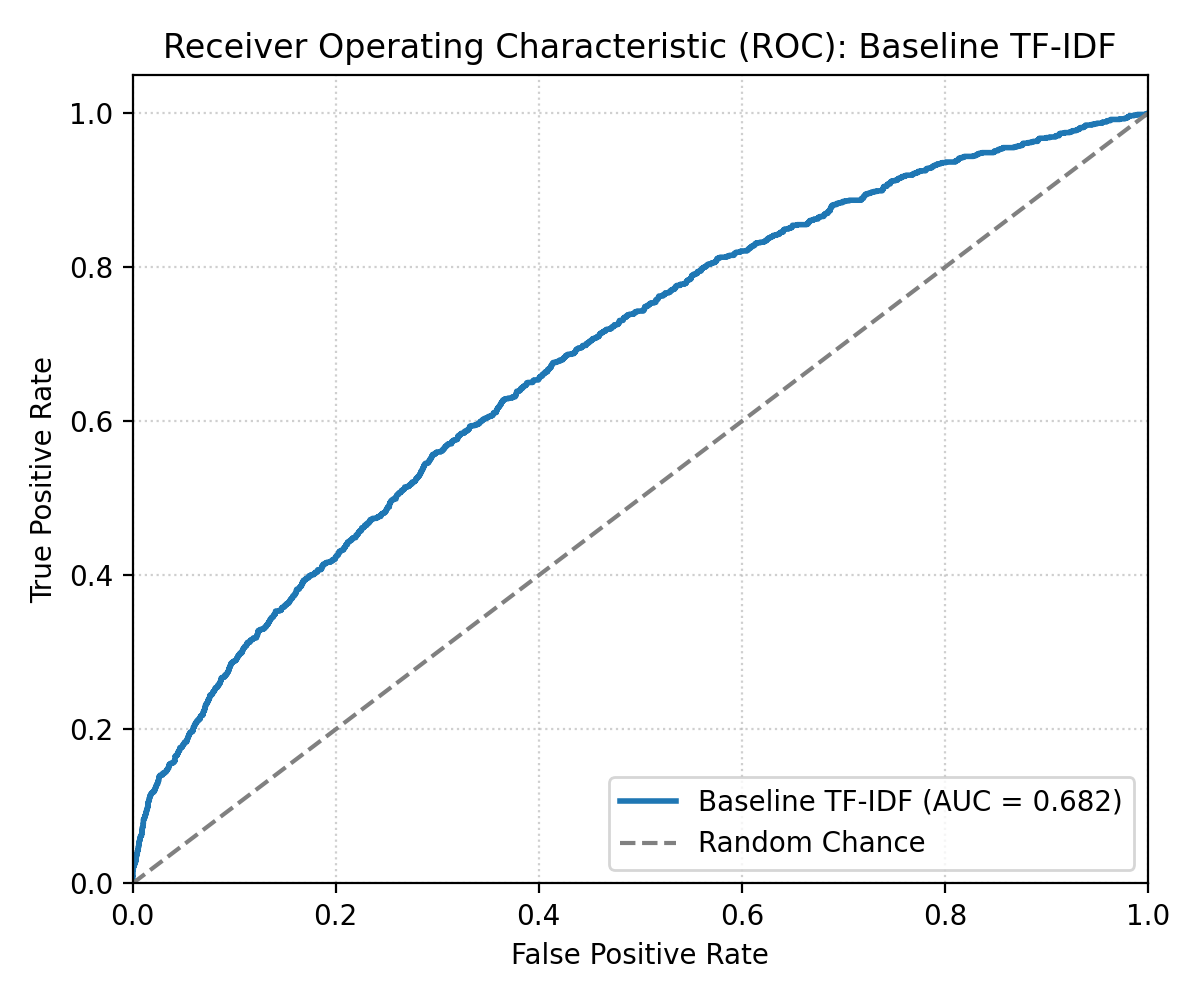 Receiver Operating Characteristic (ROC): Baseline TF-IDF
True Positive Rate
1.0
0.8
0.6
0.4
0.2
0.0
Baseline TF-IDF (AUC = 0.682)
Random Chance
0.0 0.2 0.4 0.6 0.8 1.0
False Positive Rate